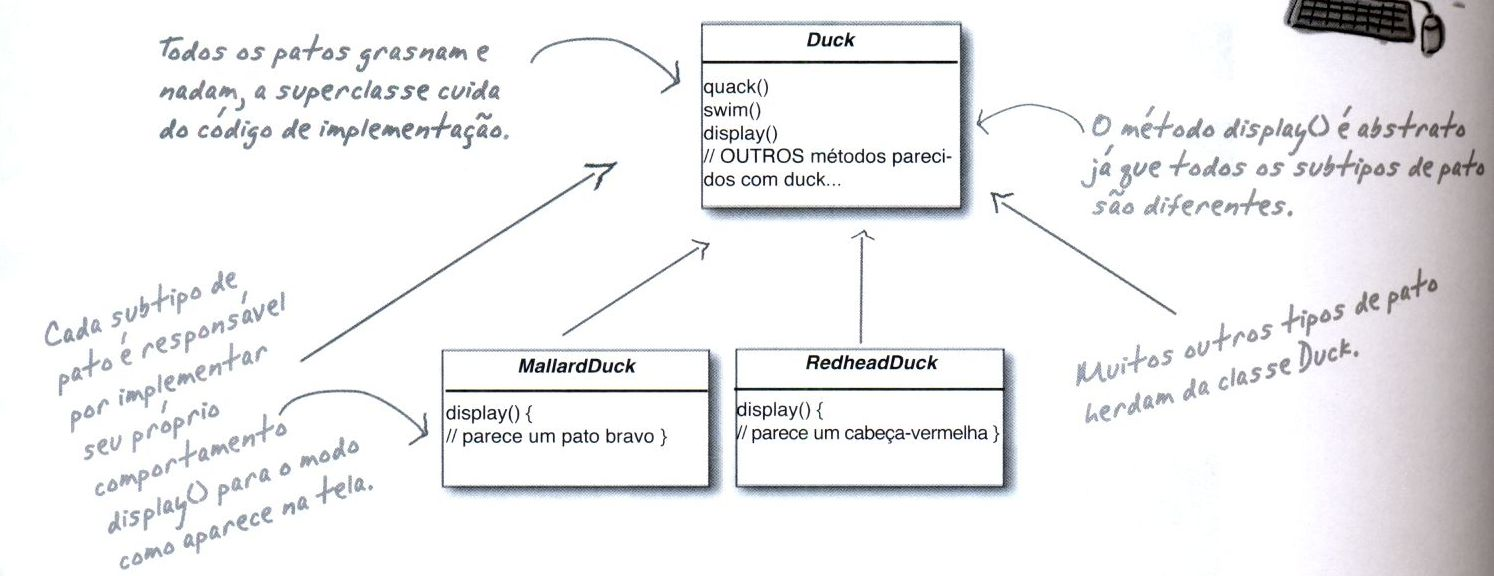 Todos os patos grasnam e
nadam, a superclasse cuida
do código de implementação.
Duck
quack()
swim()
display()
// OUTROS métodos pareci-
dos com duck...
O método display() é abstrato
já que todos os subtipos de pato
são diferentes.
Cada subtipo de
pato é responsável
por implementar
seu próprio
comportamento
display() para o modo
como aparece na tela.
MallardDuck
display() {
// parece um pato bravo }
RedheadDuck
display() {
// parece um cabeça-vermelha }
Muitos outros tipos de pato
herdam da classe Duck.